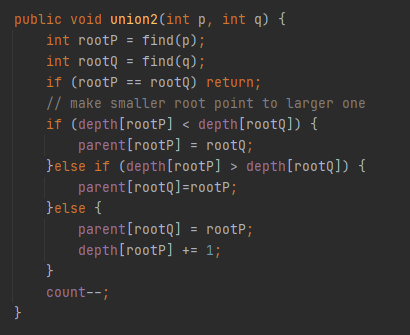 public void union2(int p, int q) {
    int rootP = find(p);
    int rootQ = find(q);
    if (rootP == rootQ) return;
    // make smaller root point to larger one
    if (depth[rootP] < depth[rootQ]) {
        parent[rootP] = rootQ;
    }else if (depth[rootP] > depth[rootQ]) {
        parent[rootQ]=rootP;
    }else {
        parent[rootQ] = rootP;
        depth[rootP] += 1;
    }
    count--;
}